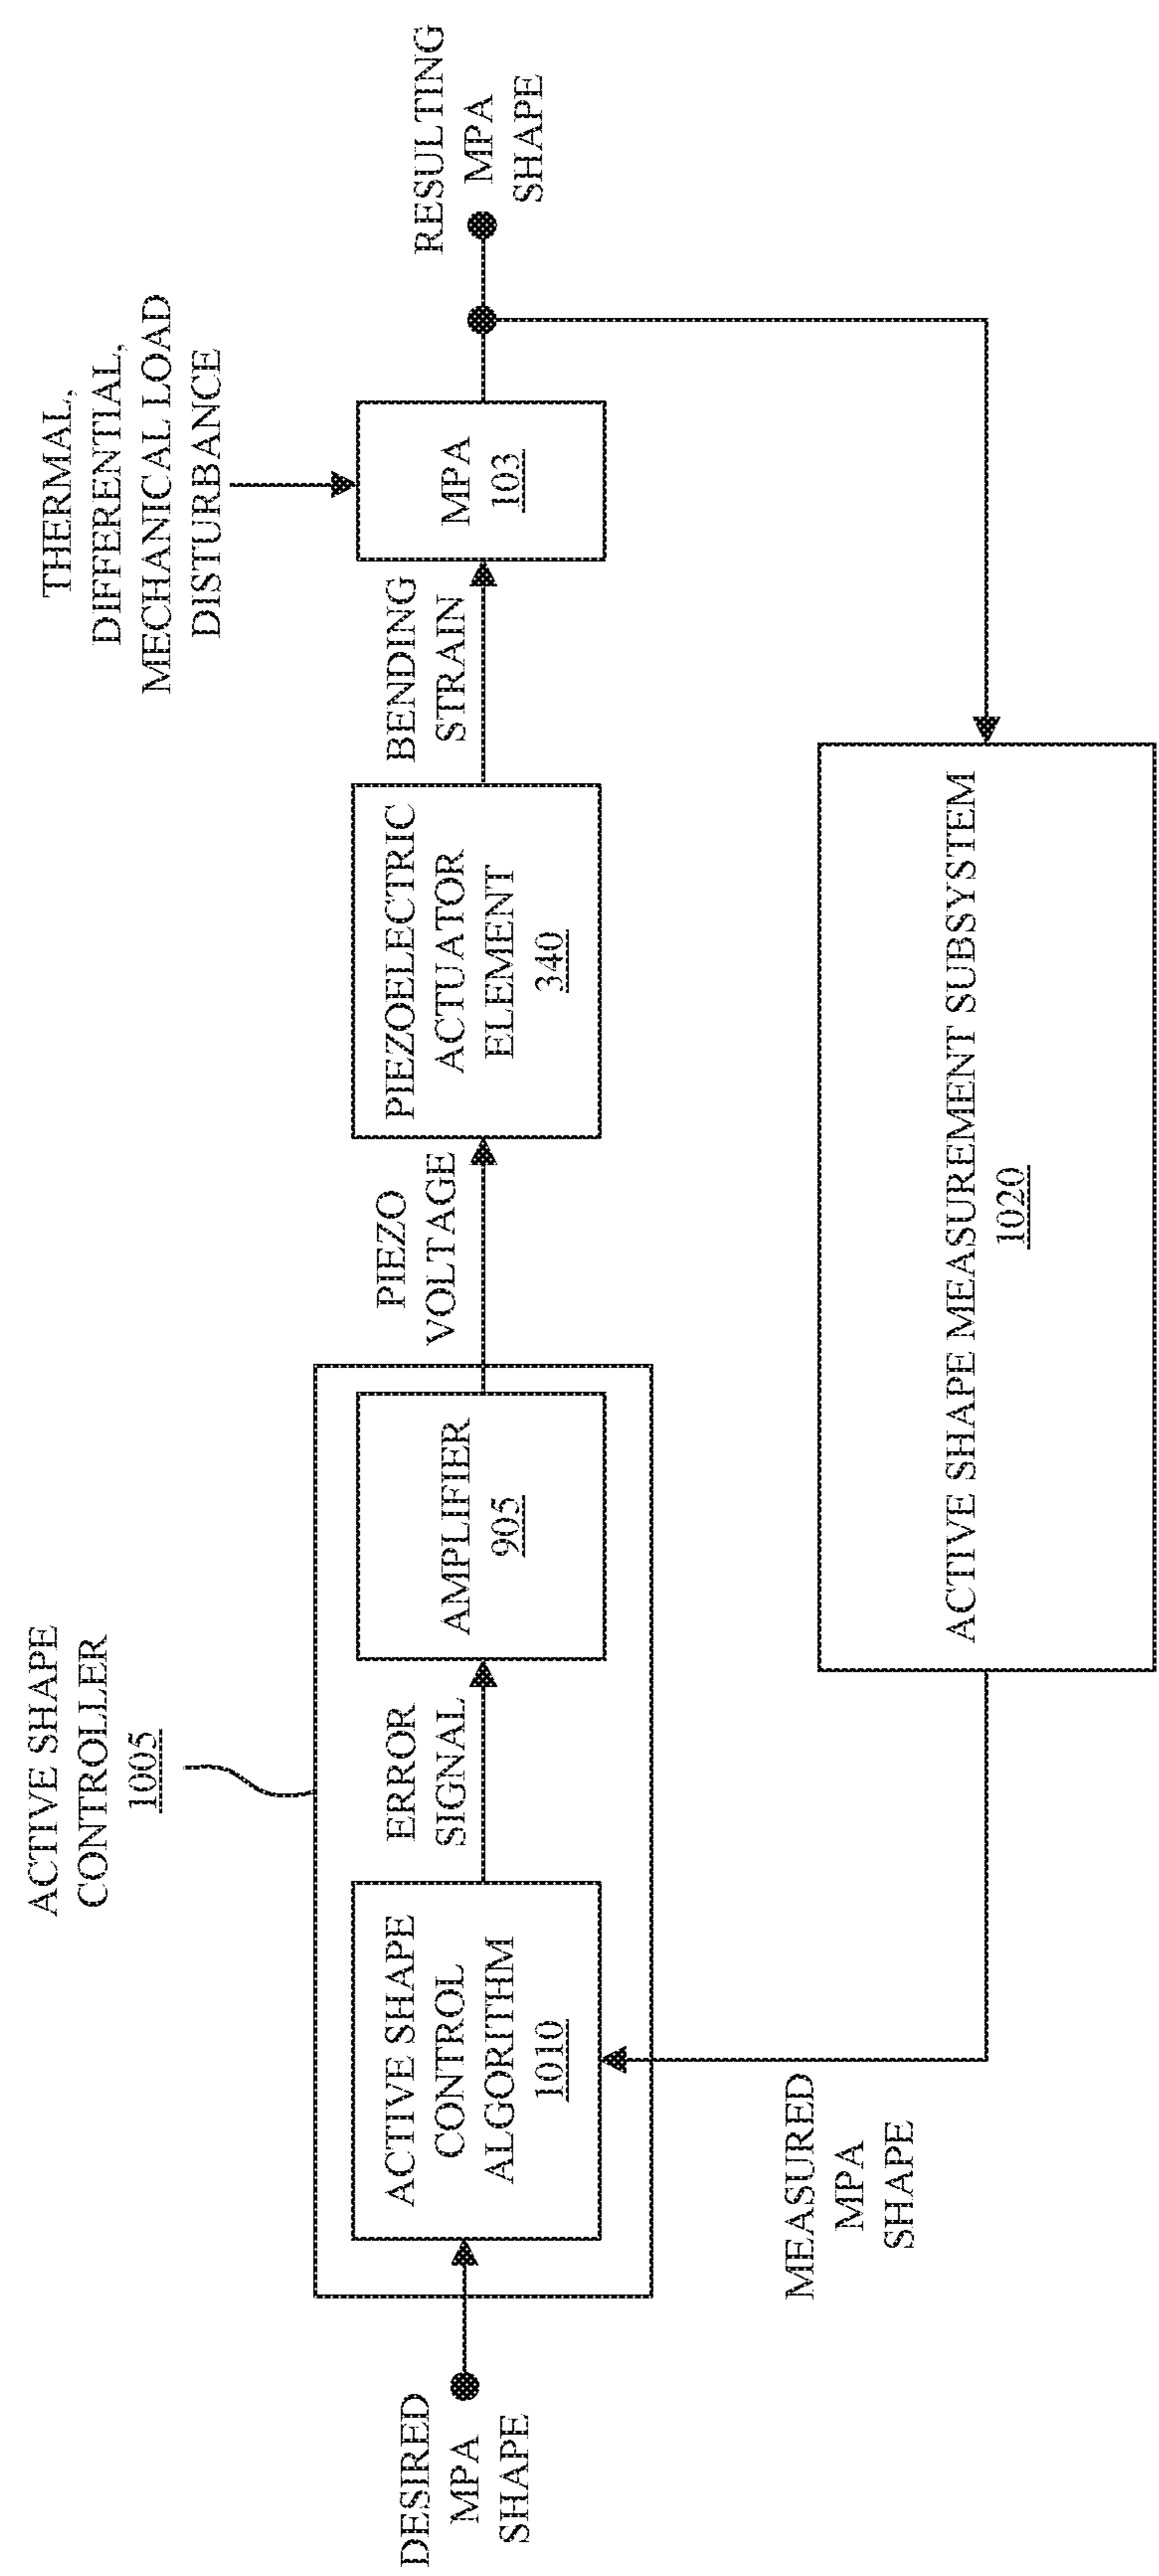 ACTIVE SHAPE
CONTROLLER
1005
THERMAL,
DIFFERENTIAL,
MECHANICAL LOAD
DISTURBANCE
DESIRED
MPA
SHAPE
ACTIVE SHAPE
CONTROL
ALGORITHM
1010
ERROR
SIGNAL
AMPLIFIER
905
PIEZO
VOLTAGE
PIEZOELECTRIC
ACTUATOR
ELEMENT
340
BENDING
STRAIN
MPA
103
RESULTING
MPA
SHAPE
MEASURED
MPA
SHAPE
ACTIVE SHAPE MEASUREMENT SUBSYSTEM
1020